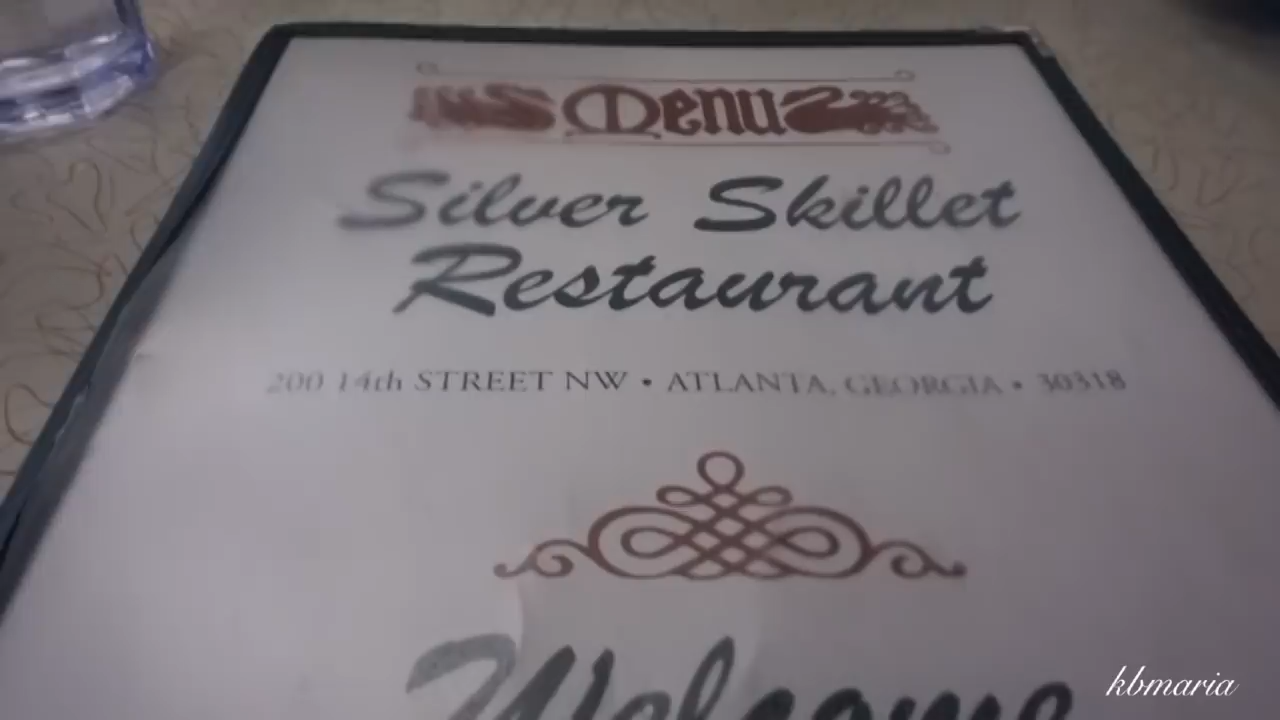 Menu
Silver Skillet
Restaurant
200 14th STREET NW • ATLANTA, GEORGIA • 30318
Welcome
kbmaria